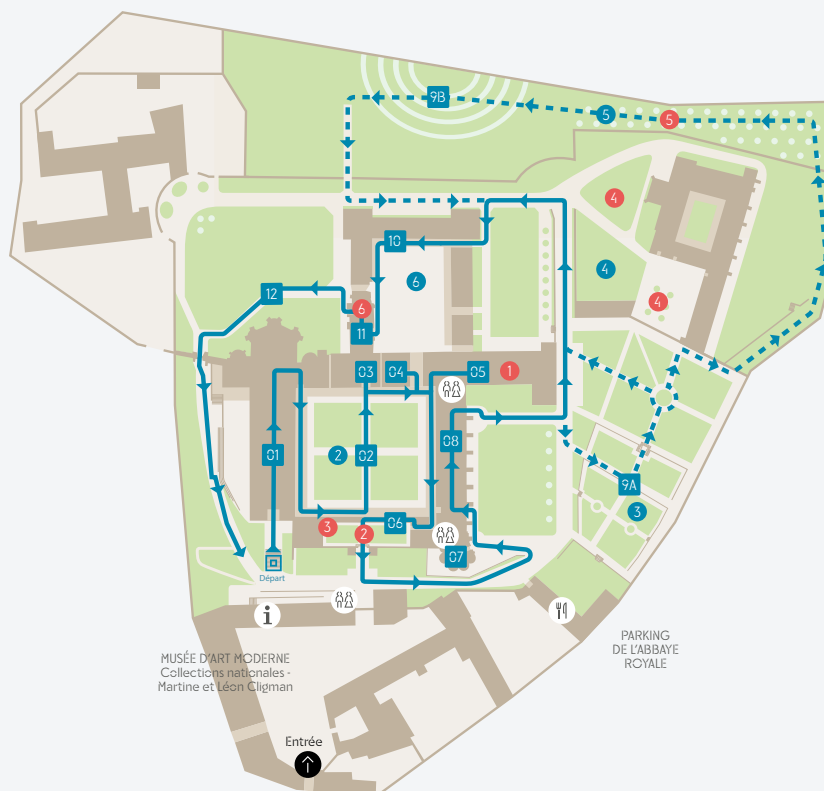 9B
5
5
4
10
12
6
4
6
4
11
03
04
05
1
08
01
2
02
9A
3
06
3
2
07
Départ
i
MUSÉE D'ART MODERNE
Collections nationales -
Martine et Léon Cligman
PARKING
DE L'ABBAYE
ROYALE
Entrée